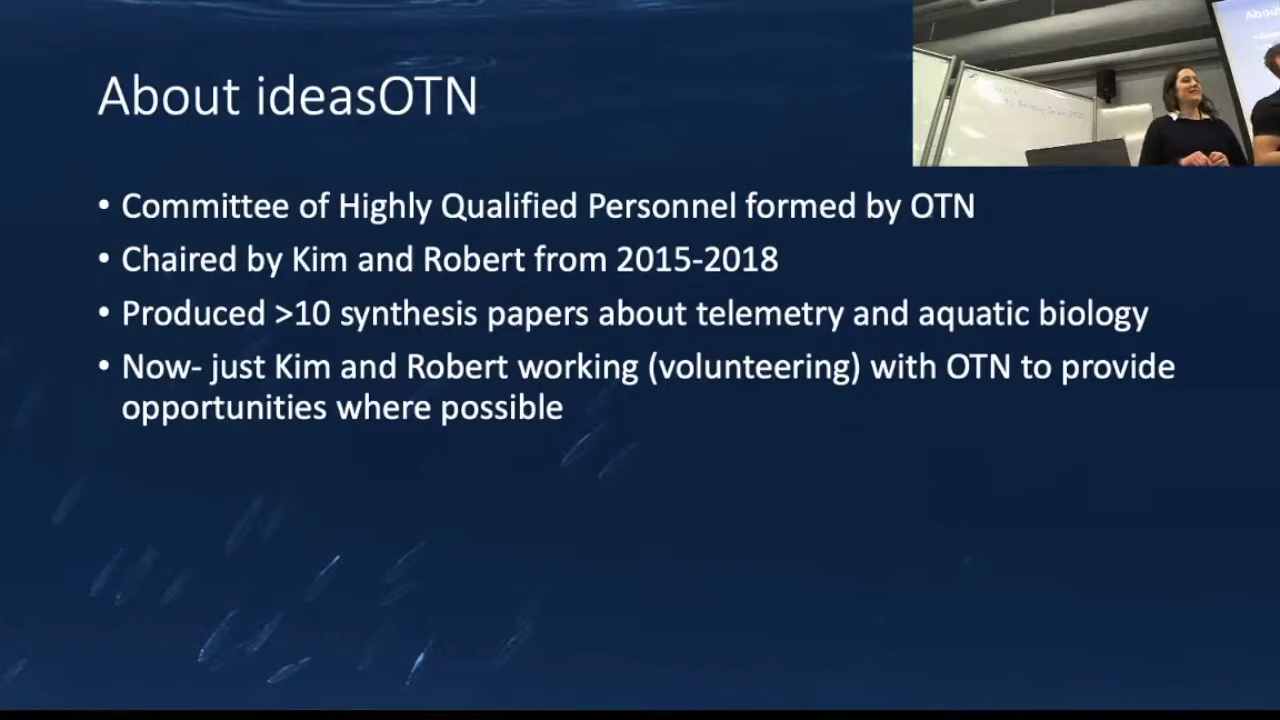 About ideasOTN
• Committee of Highly Qualified Personnel formed by OTN
• Chaired by Kim and Robert from 2015-2018
• Produced >10 synthesis papers about telemetry and aquatic biology
• Now- just Kim and Robert working (volunteering) with OTN to provide
opportunities where possible